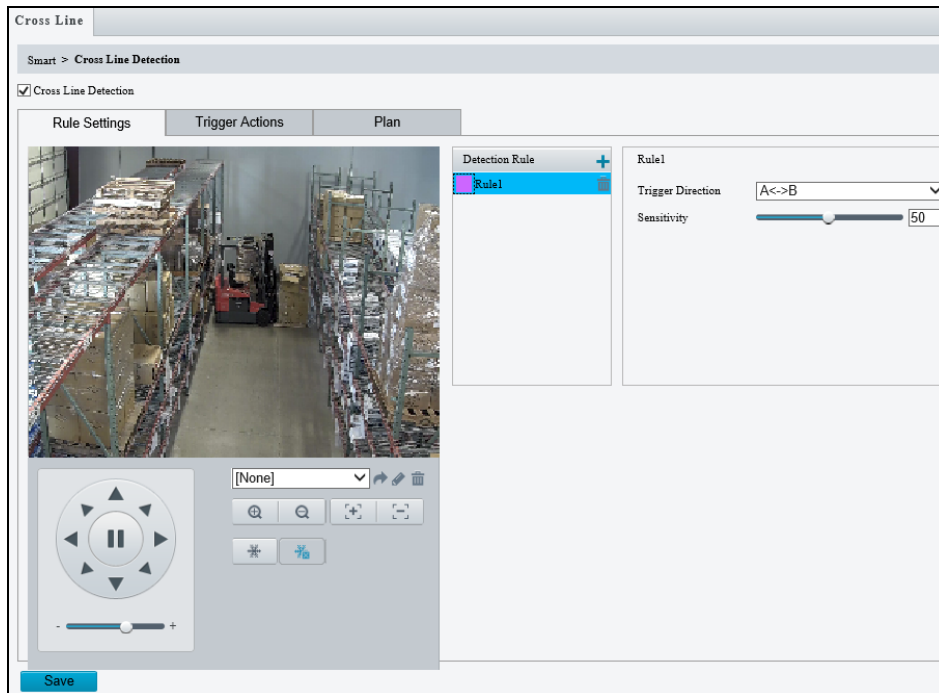 Cross Line
Smart > Cross Line Detection
Cross Line Detection
Rule Settings
Trigger Actions
Plan
Detection Rule +
Rule1
Rule1
Trigger Direction A<->B
Sensitivity 50
[None]
- +
Save